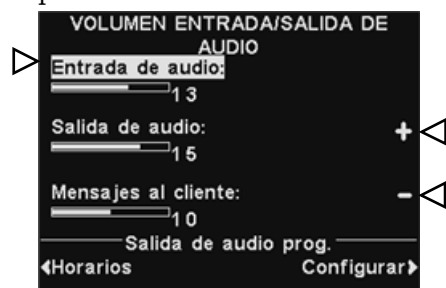 VOLUMEN ENTRADA/SALIDA DE
AUDIO
Entrada de audio:
13
Salida de audio:
+
15
Mensajes al cliente:
-
10
Salida de audio prog.
Horarios Configurar